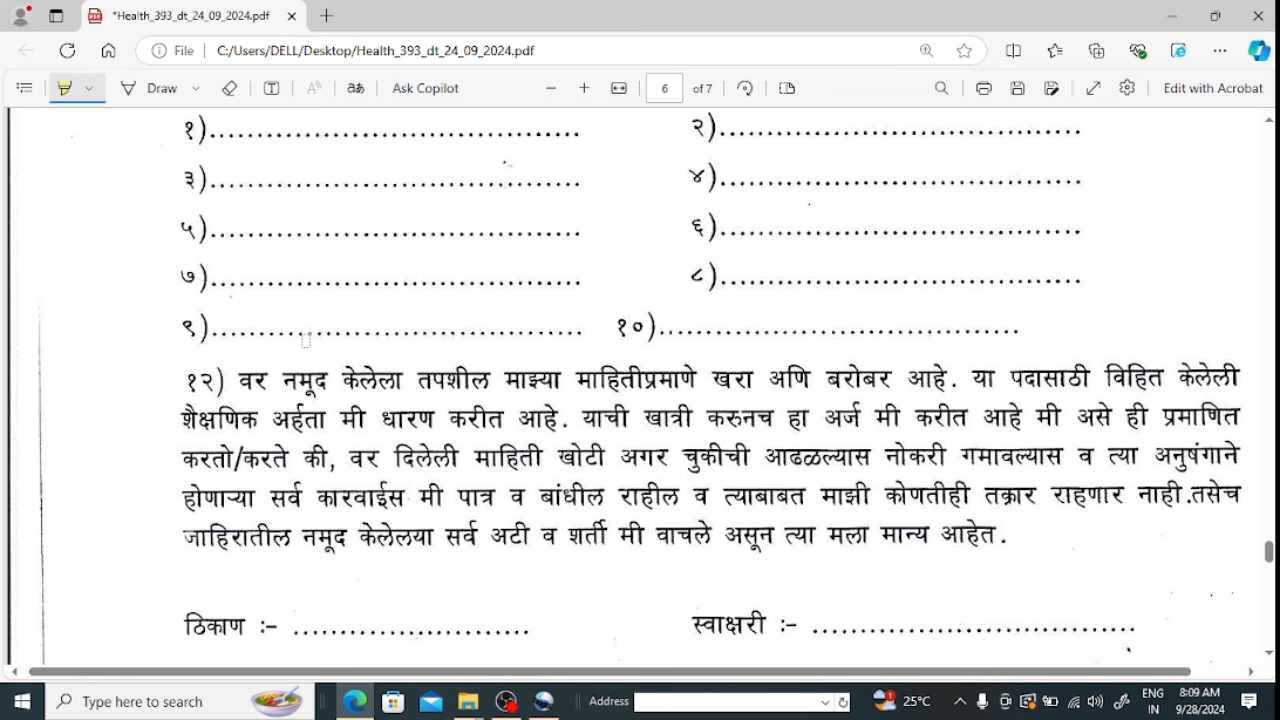 *Health_393_dt_24_09_2024.pdf
File C:/Users/DELL/Desktop/Health_393_dt_24_09_2024.pdf
Draw aあ Ask Copilot 6 of 7 Edit with Acrobat
१)....................................... २)......................................
३)....................................... ४)......................................
५)....................................... ६)......................................
७)....................................... ८)......................................
९)....................................... १०)......................................
१२) वर नमूद केलेला तपशील माझ्या माहितीप्रमाणे खरा अणि बरोबर आहे. या पदासाठी विहित केलेली
शैक्षणिक अर्हता मी धारण करीत आहे. याची खात्री करुनच हा अर्ज मी करीत आहे मी असे ही प्रमाणित
करतो/करते की, वर दिलेली माहिती खोटी अगर चुकीची आढळल्यास नोकरी गमावल्यास व त्या अनुषंगाने
होणाऱ्या सर्व कारवाईस मी पात्र व बांधील राहील व त्याबाबत माझी कोणतीही तक्रार राहणार नाही.तसेच
जाहिरातील नमूद केलेलया सर्व अटी व शर्ती मी वाचले असून त्या मला मान्य आहेत.
ठिकाण :- ......................... स्वाक्षरी :- ..................................
Type here to search Address 25°C ENG 8:09 AM
IN 9/28/2024